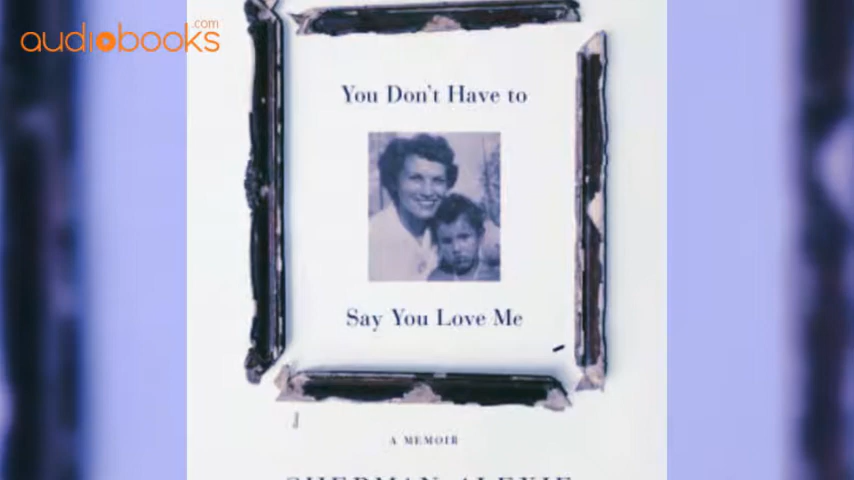 audiobooks.com
You Don't Have to
Say You Love Me
A MEMOIR
SHERMAN ALEXIE